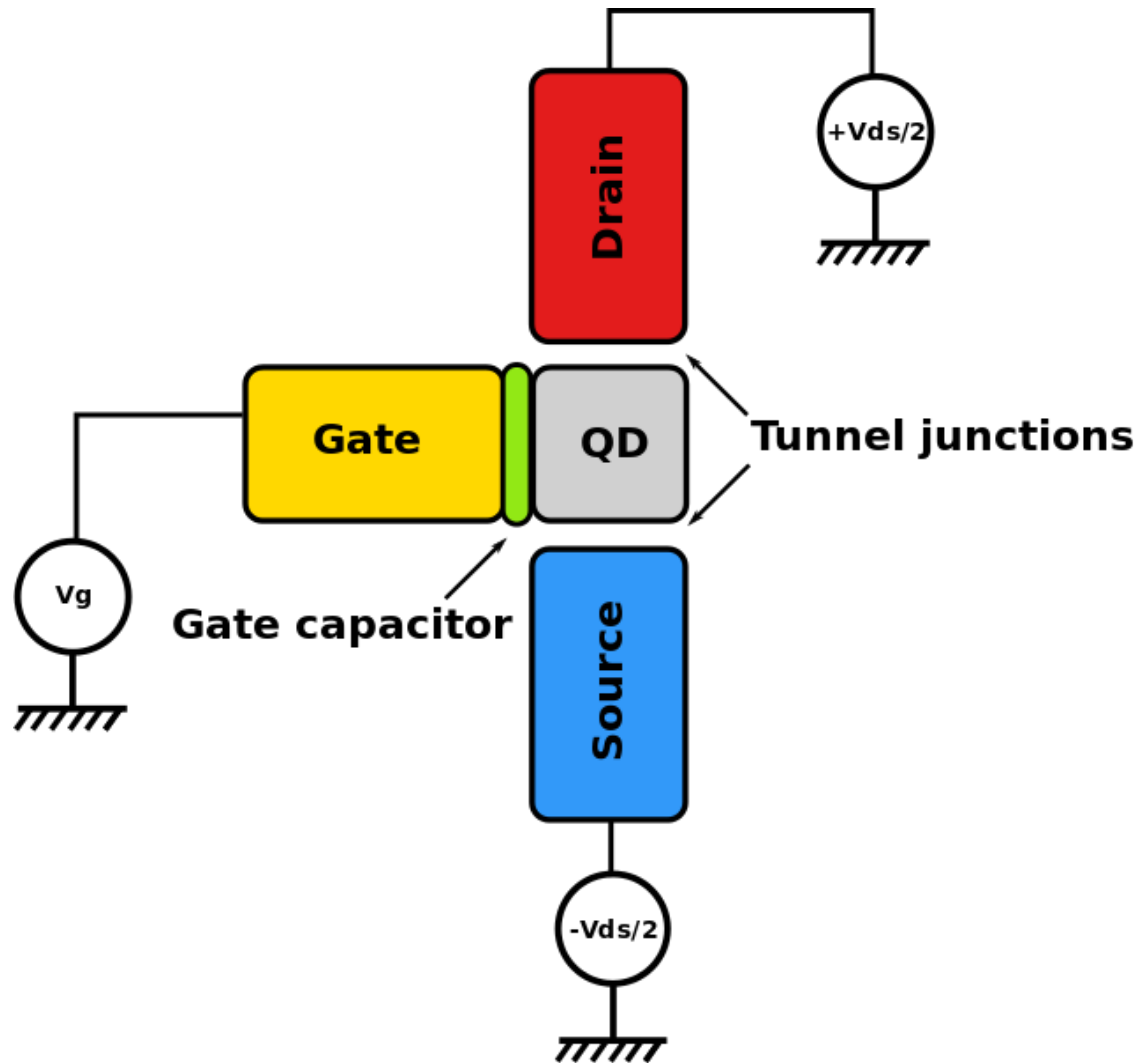 +Vds/2
Drain
Gate
QD
Tunnel junctions
Vg
Gate capacitor
Source
-Vds/2